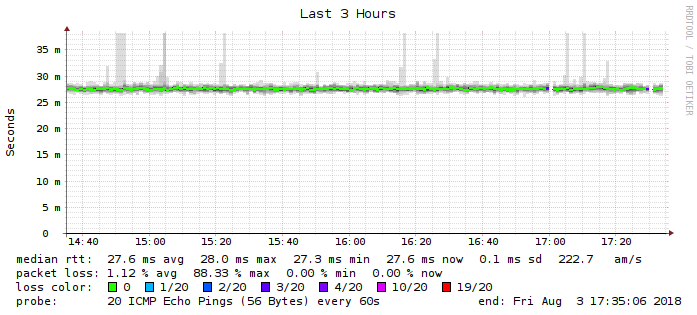 Last 3 Hours
RRDTOOL / TOBI OETIKER
Seconds
35 m
30 m
25 m
20 m
15 m
10 m
5 m
0
14:40 15:00 15:20 15:40 16:00 16:20 16:40 17:00 17:20
median rtt: 27.6 ms avg 28.0 ms max 27.3 ms min 27.6 ms now 0.1 ms sd 222.7 am/s
packet loss: 1.12 % avg 88.33 % max 0.00 % min 0.00 % now
loss color: 0 1/20 2/20 3/20 4/20 10/20 19/20
probe: 20 ICMP Echo Pings (56 Bytes) every 60s end: Fri Aug 3 17:35:06 2018